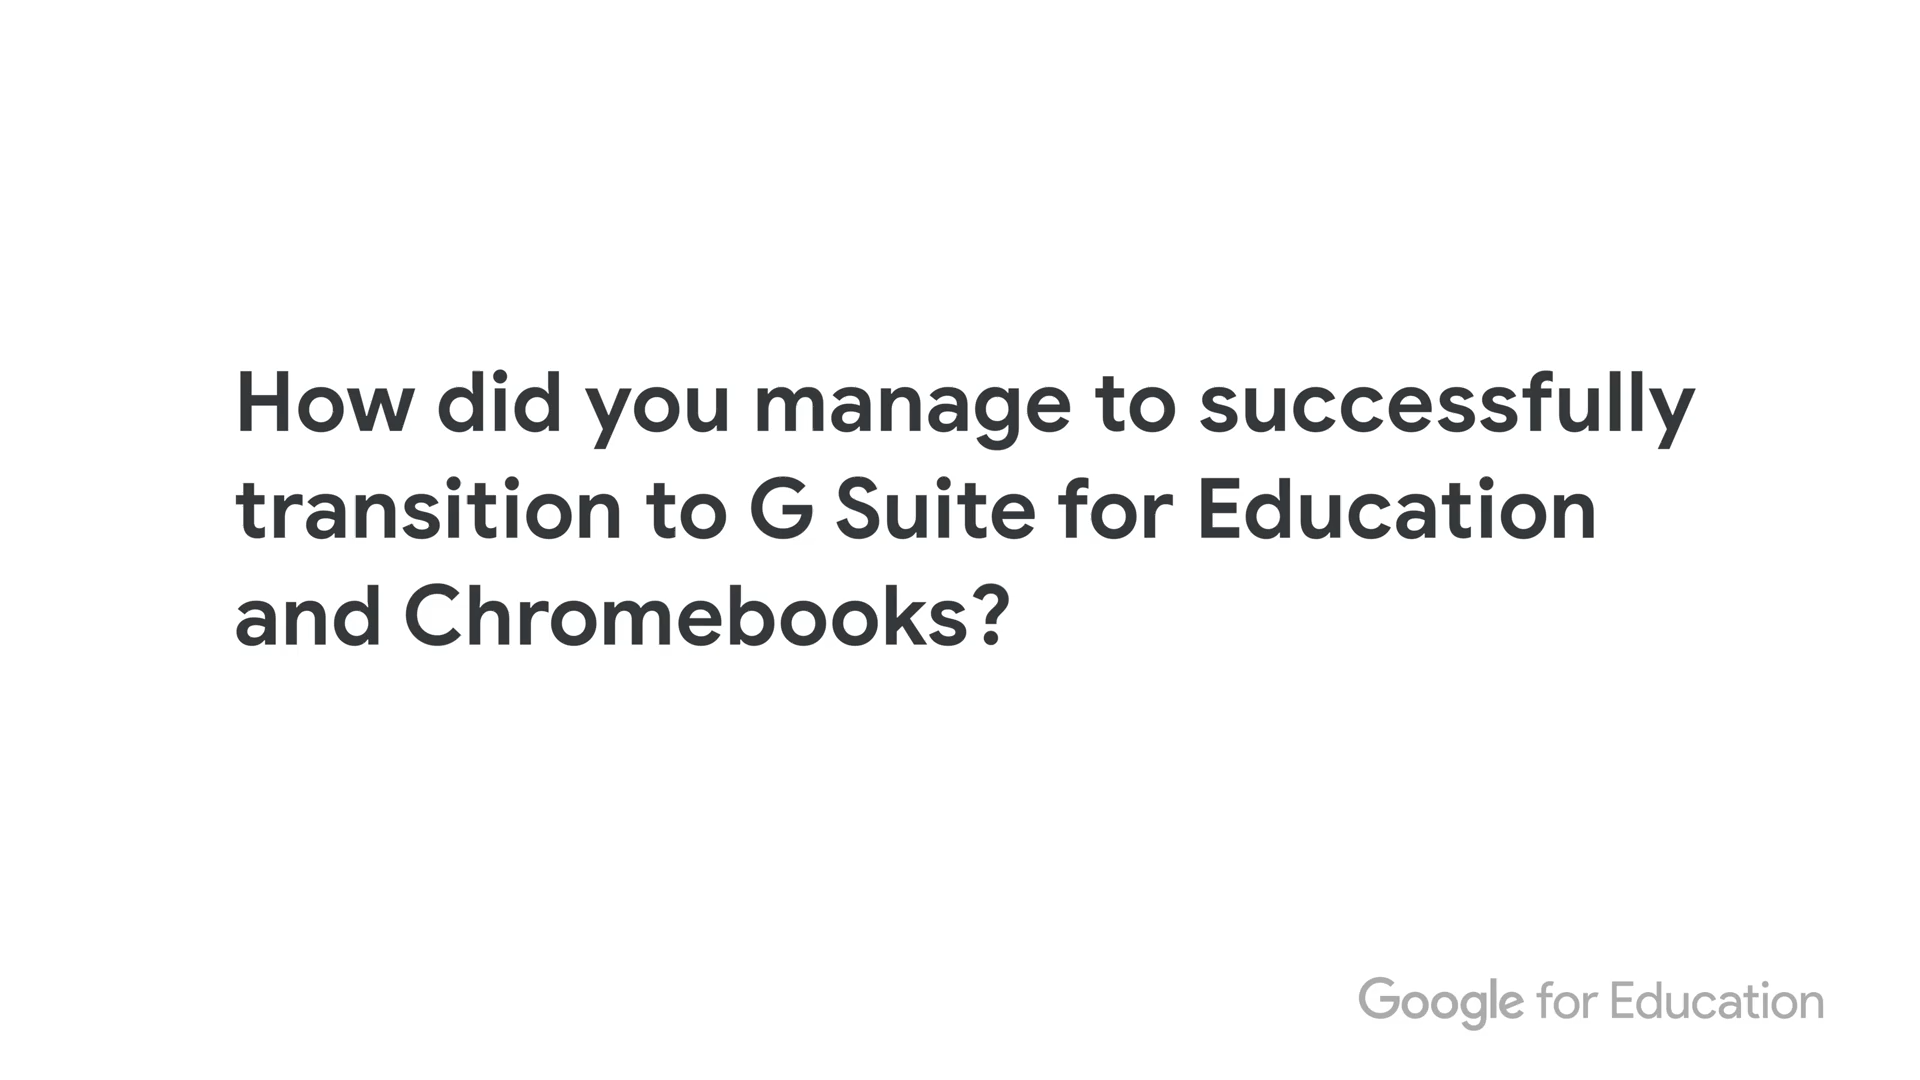 How did you manage to successfully
transition to G Suite for Education
and Chromebooks?
Google for Education